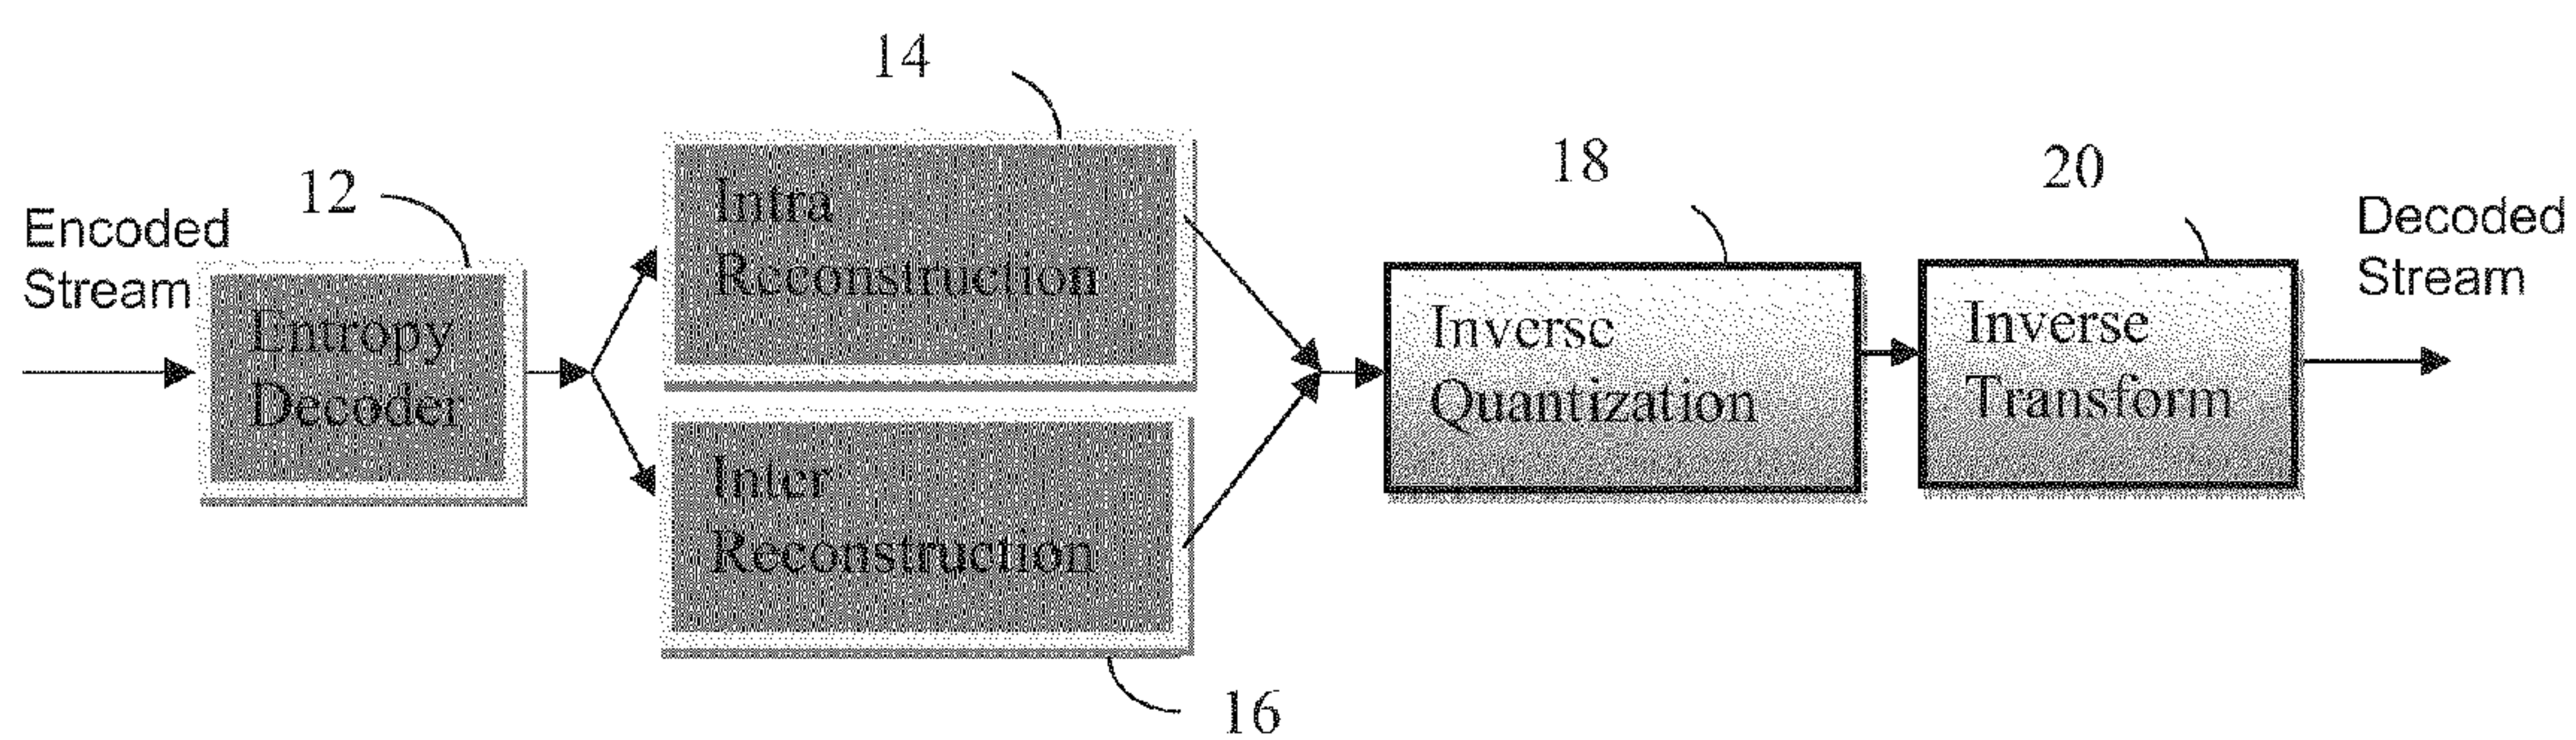 14
18
20
12
Encoded
Stream
Entropy
Decoder
Intra
Reconstruction
Inter
Reconstruction
16
Inverse
Quantization
Inverse
Transform
Decoded
Stream